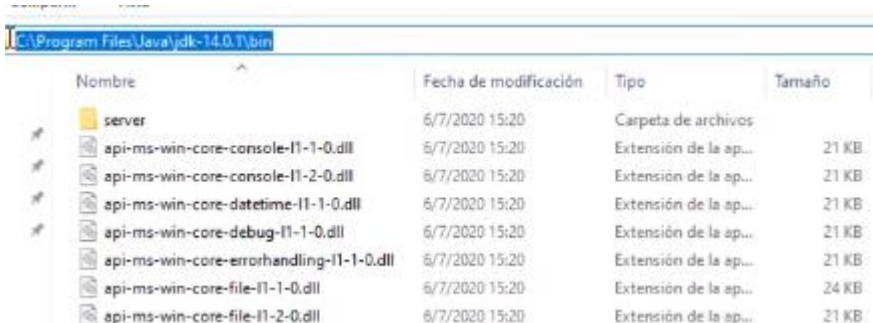 C:\Program Files\Java\jdk-14.0.1\bin
Nombre Fecha de modificación Tipo Tamaño
server 6/7/2020 15:20 Carpeta de archivos
api-ms-win-core-console-l1-1-0.dll 6/7/2020 15:20 Extensión de la ap... 21 KB
api-ms-win-core-console-l1-2-0.dll 6/7/2020 15:20 Extensión de la ap... 21 KB
api-ms-win-core-datetime-l1-1-0.dll 6/7/2020 15:20 Extensión de la ap... 21 KB
api-ms-win-core-debug-l1-1-0.dll 6/7/2020 15:20 Extensión de la ap... 21 KB
api-ms-win-core-errorhandling-l1-1-0.dll 6/7/2020 15:20 Extensión de la ap... 21 KB
api-ms-win-core-file-l1-1-0.dll 6/7/2020 15:20 Extensión de la ap... 24 KB
api-ms-win-core-file-l1-2-0.dll 6/7/2020 15:20 Extensión de la ap... 21 KB